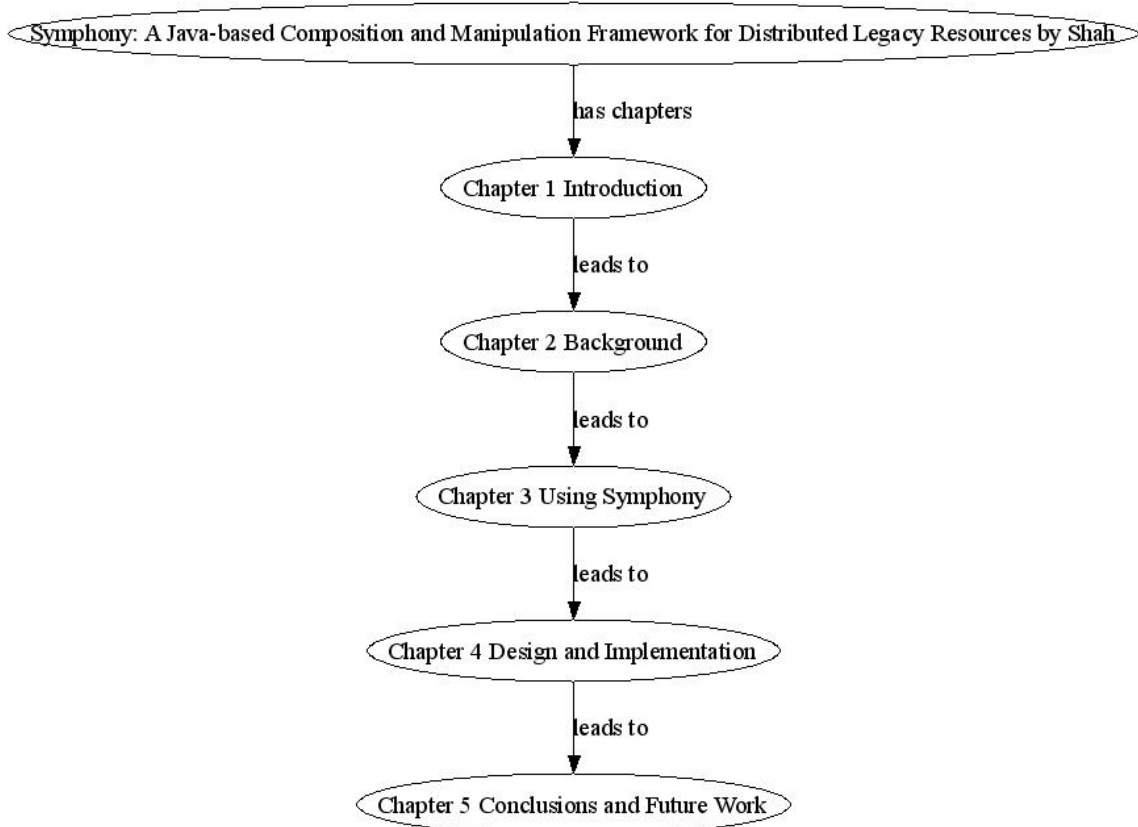 Symphony: A Java-based Composition and Manipulation Framework for Distributed Legacy Resources by Shah
has chapters
Chapter 1 Introduction
leads to
Chapter 2 Background
leads to
Chapter 3 Using Symphony
leads to
Chapter 4 Design and Implementation
leads to
Chapter 5 Conclusions and Future Work